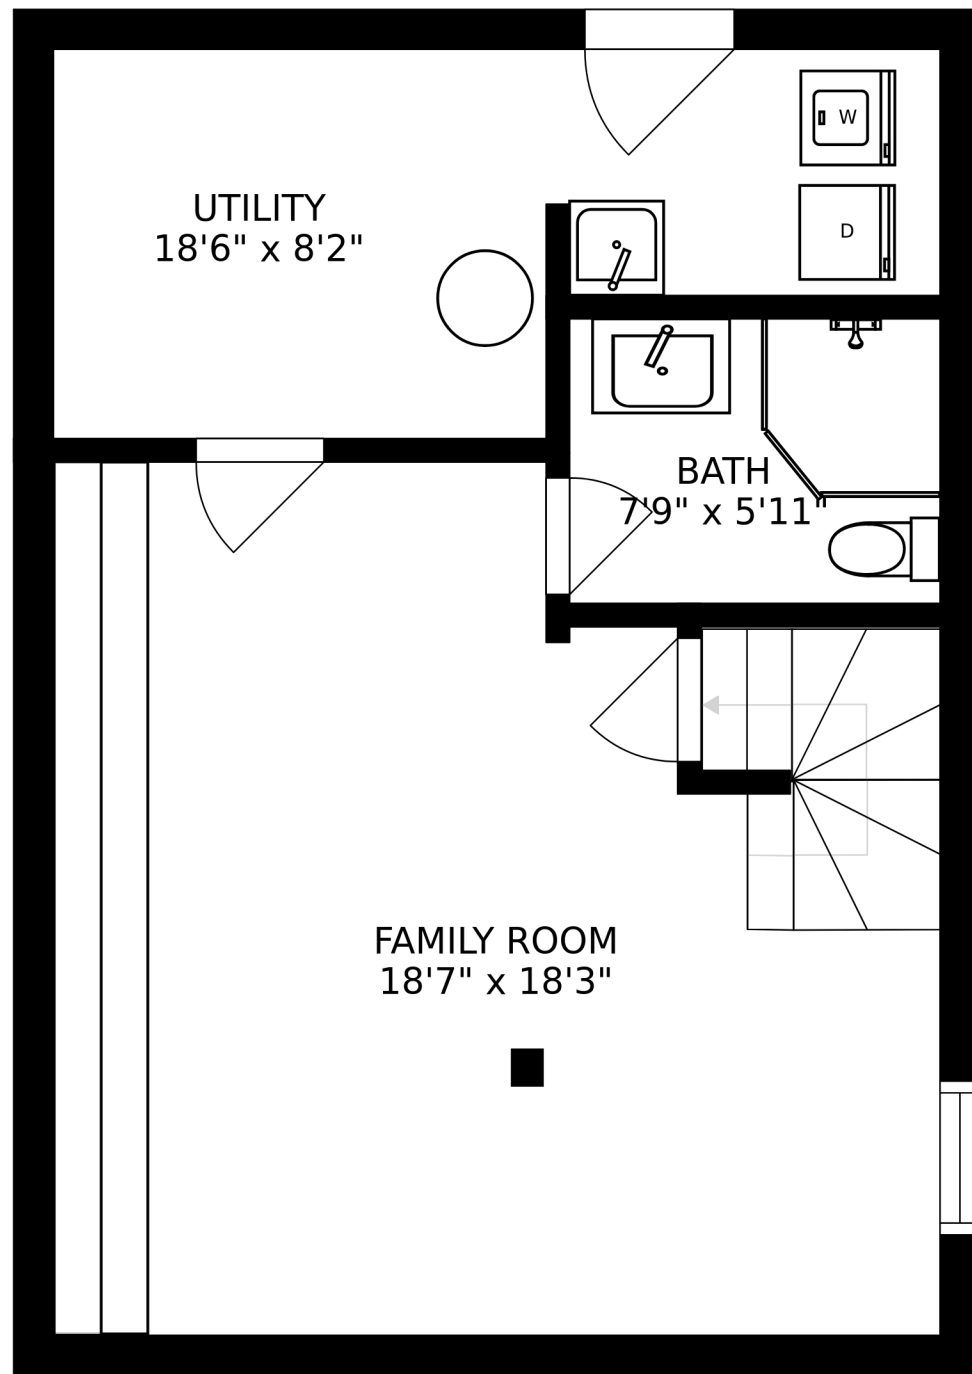 W
UTILITY
18'6" x 8'2"
D
BATH
7'9" x 5'11"
FAMILY ROOM
18'7" x 18'3"